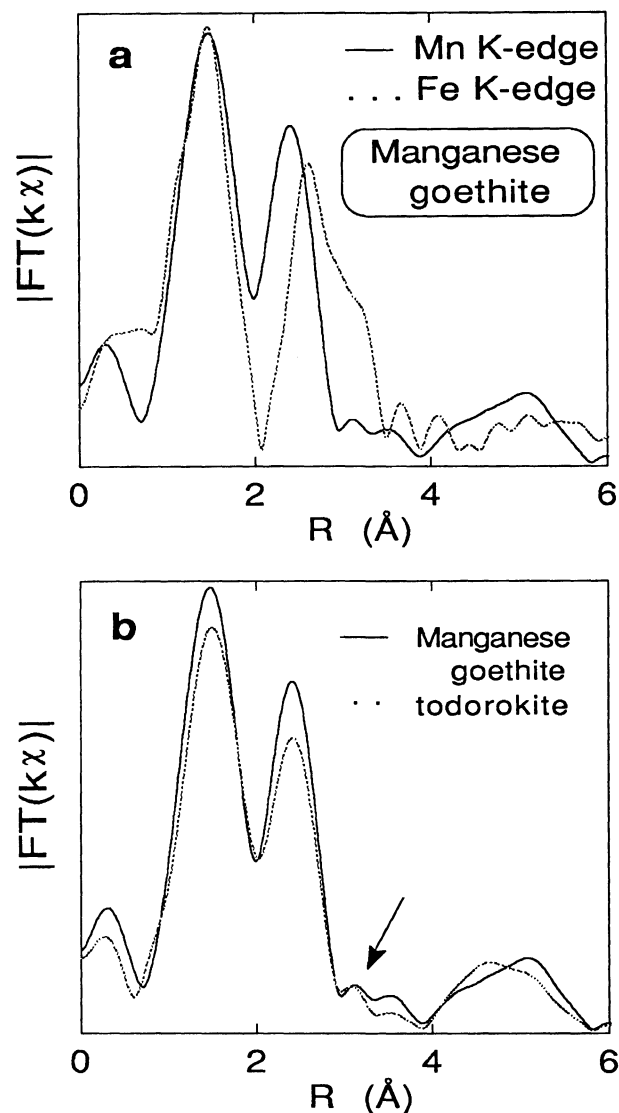 a
Mn K-edge
Fe K-edge
Manganese
goethite
|FT(kχ)|
0 2 4 6
R (Å)
b
Manganese
goethite
todorokite
|FT(kχ)|
0 2 4 6
R (Å)